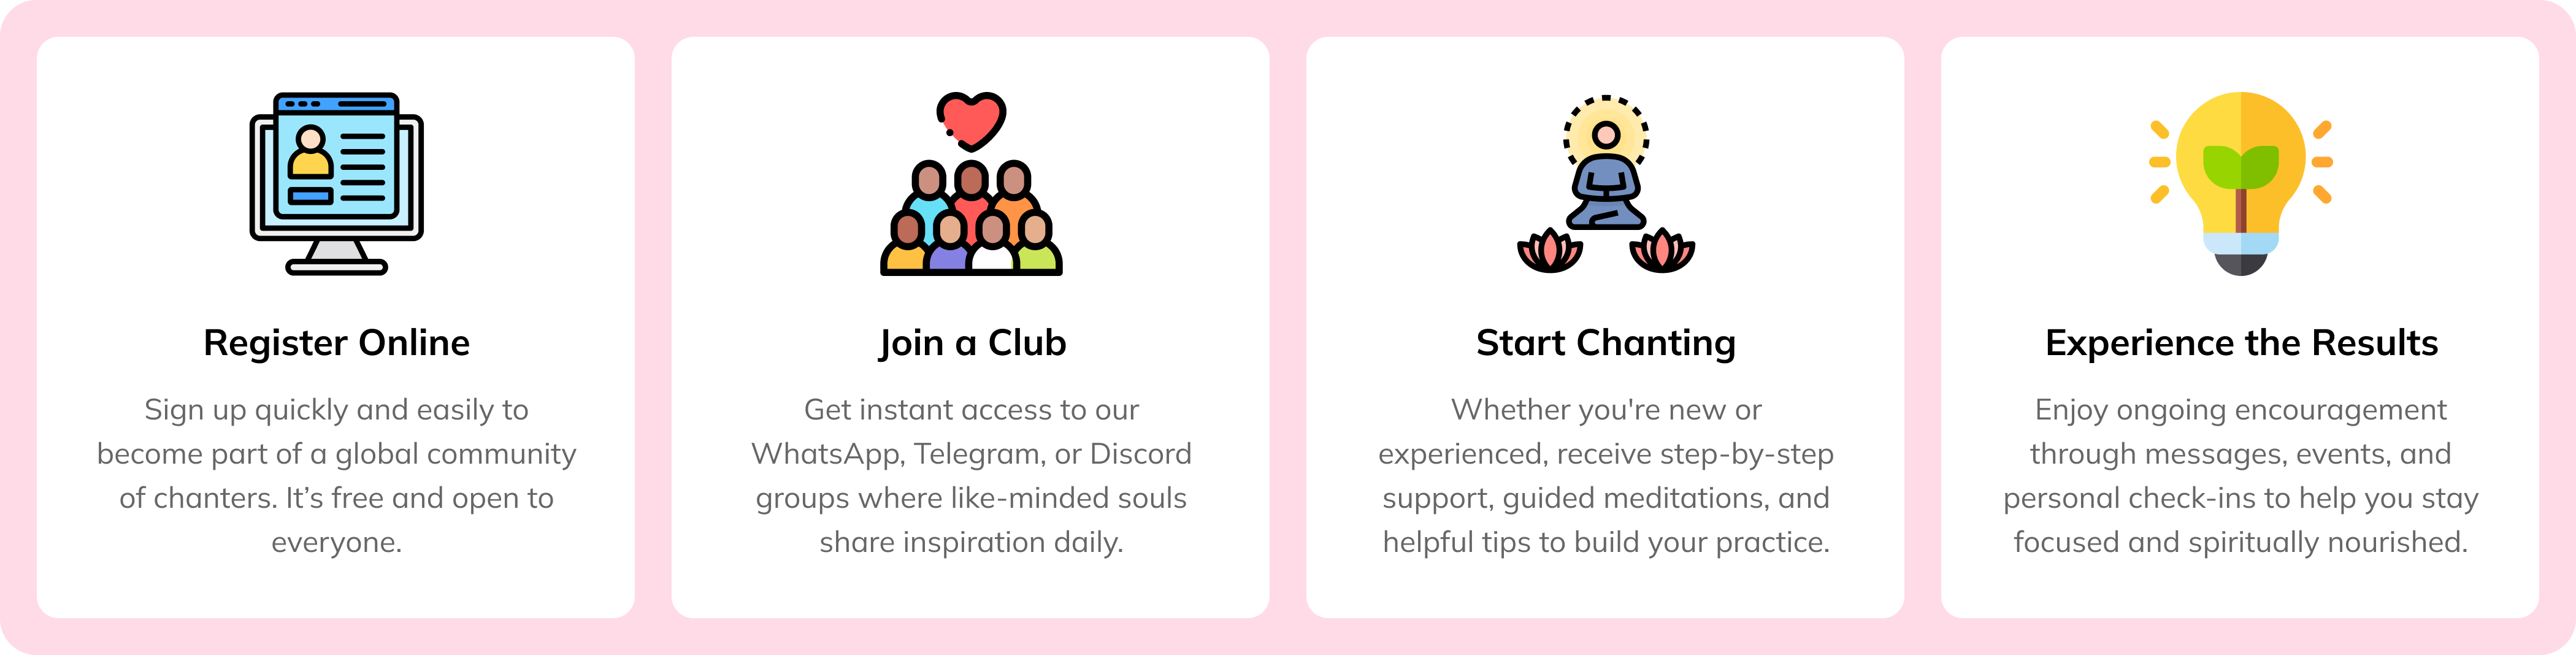 Register Online
Sign up quickly and easily to
become part of a global community
of chanters. It’s free and open to
everyone.
Join a Club
Get instant access to our
WhatsApp, Telegram, or Discord
groups where like-minded souls
share inspiration daily.
Start Chanting
Whether you're new or
experienced, receive step-by-step
support, guided meditations, and
helpful tips to build your practice.
Experience the Results
Enjoy ongoing encouragement
through messages, events, and
personal check-ins to help you stay
focused and spiritually nourished.